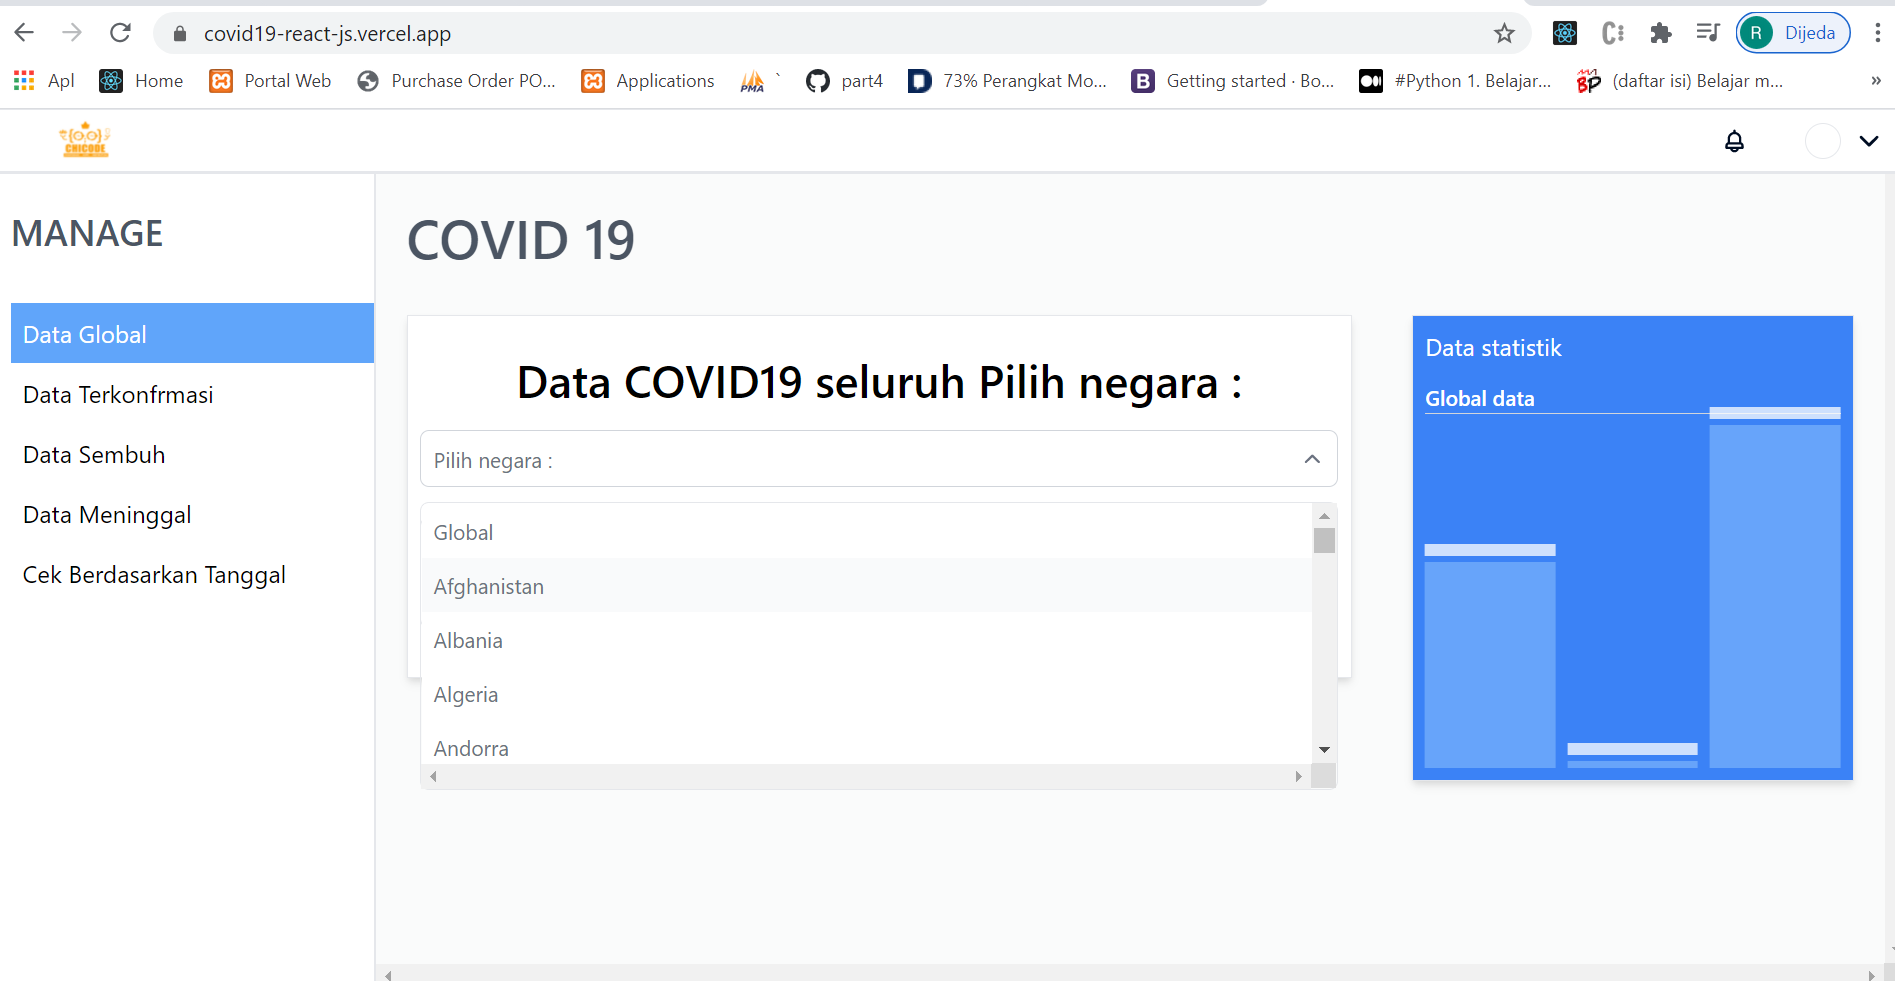 covid19-react-js.vercel.app
R Dijeda
Apl Home Portal Web Purchase Order PO... Applications PMA ` part4 73% Perangkat Mo... B Getting started · Bo... #Python 1. Belajar... BP (daftar isi) Belajar m... »
CHICODE
MANAGE
Data Global
Data Terkonfrmasi
Data Sembuh
Data Meninggal
Cek Berdasarkan Tanggal
COVID 19
Data COVID19 seluruh Pilih negara :
Pilih negara :
Global
Afghanistan
Albania
Algeria
Andorra
Data statistik
Global data